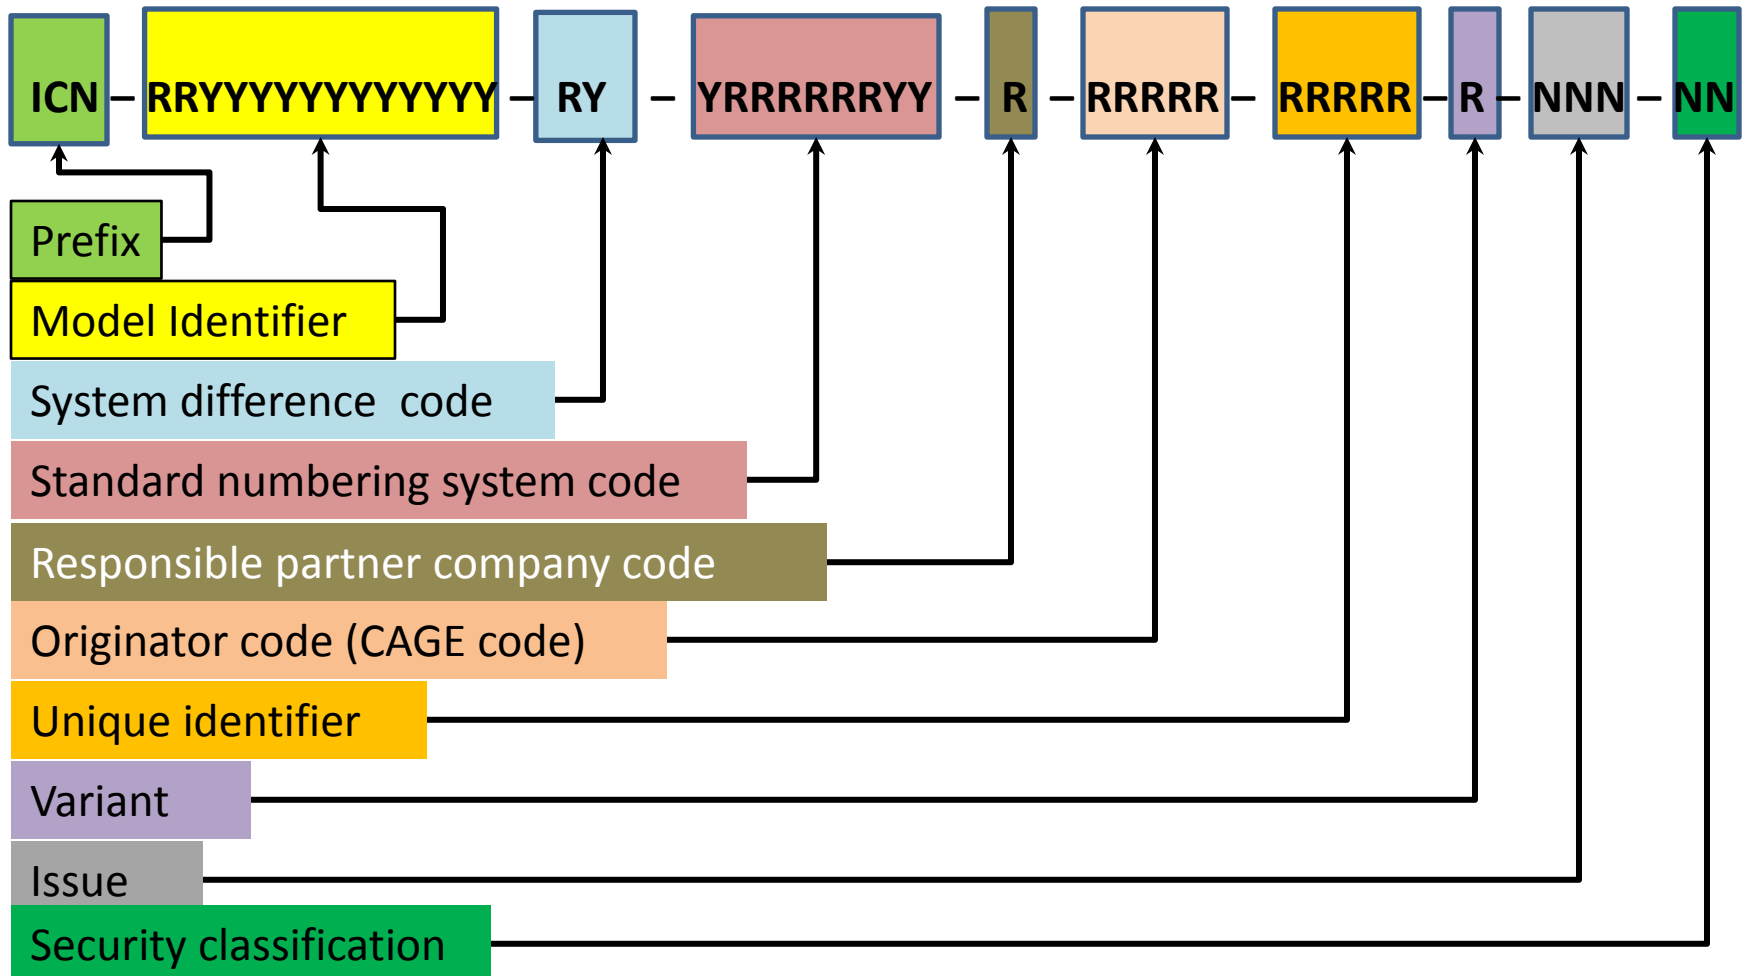 ICN – RRYYYYYYYYYYYY – RY – YRRRRRRYY – R – RRRRR – RRRRR – R – NNN – NN
Prefix
Model Identifier
System difference code
Standard numbering system code
Responsible partner company code
Originator code (CAGE code)
Unique identifier
Variant
Issue
Security classification